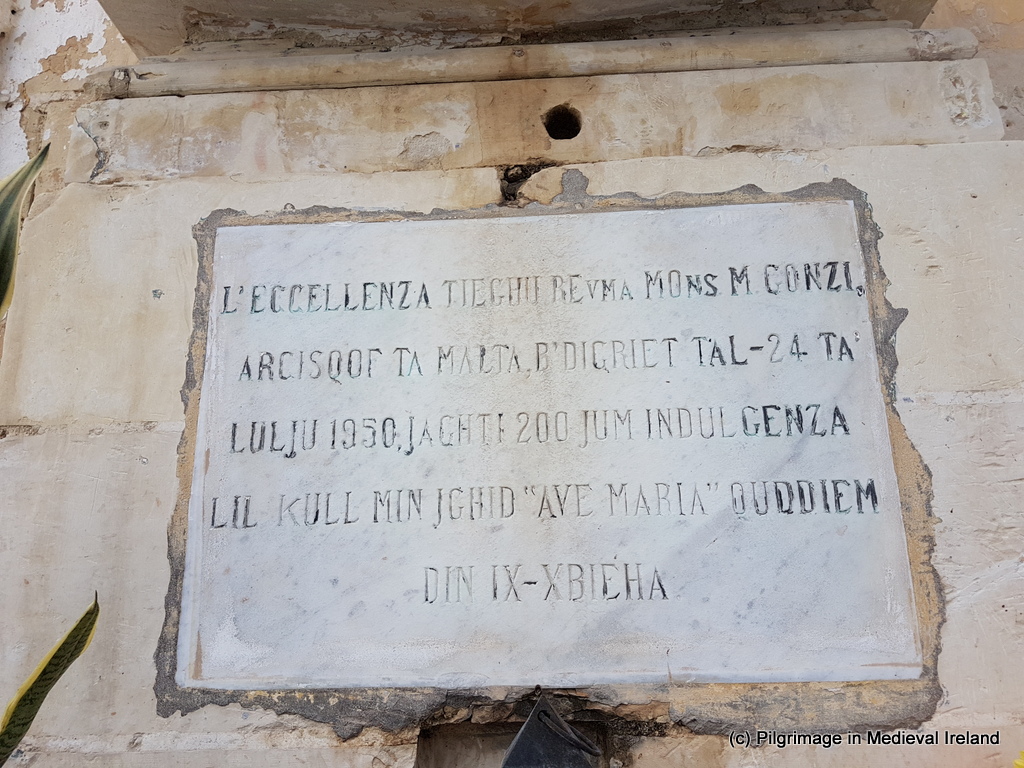 L'ECCELLENZA TIEGHU REVMA MONS M. GONZI,
ARCISQOF TA MALTA, B'DIGRIET TAL-24 TA'
LULJU 1950, JAGHTI 200 JUM INDULGENZA
LIL KULL MIN JGHID "AVE MARIA" QUDDIEM
DIN IX-XBIEHA
(c) Pilgrimage in Medieval Ireland